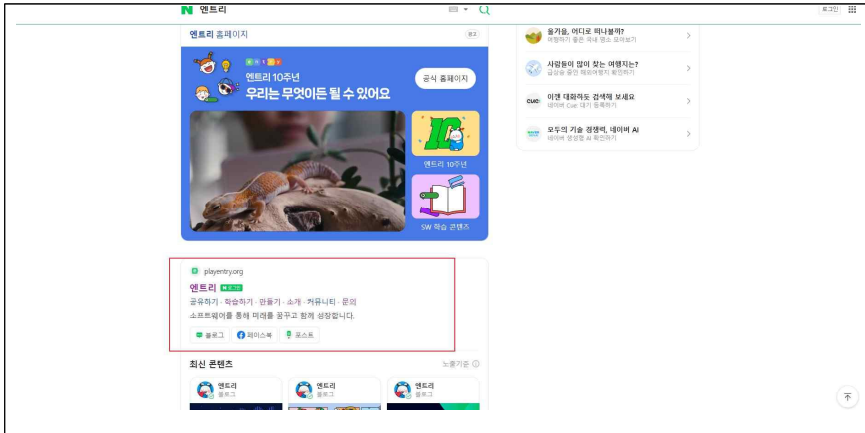 N 엔트리
로그인
엔트리 홈페이지
광고
엔트리 10주년
우리는 무엇이든 될 수 있어요
공식 홈페이지
엔트리 10주년
SW 학습 콘텐츠
playentry.org
엔트리 N로그인
공유하기 · 학습하기 · 만들기 · 소개 · 커뮤니티 · 문의
소프트웨어를 통해 미래를 꿈꾸고 함께 성장합니다.
블로그 페이스북 포스트
최신 콘텐츠
노출기준
엔트리
블로그
엔트리
블로그
엔트리
블로그
올가을, 어디로 떠나볼까?
여행하기 좋은 국내 명소 모아보기
사람들이 많이 찾는 여행지는?
급상승 중인 해외여행지 확인하기
cue:
이젠 대화하듯 검색해 보세요
네이버 Cue: 대기 등록하기
모두의 기술 경쟁력, 네이버 AI
네이버 생성형 AI 확인하기